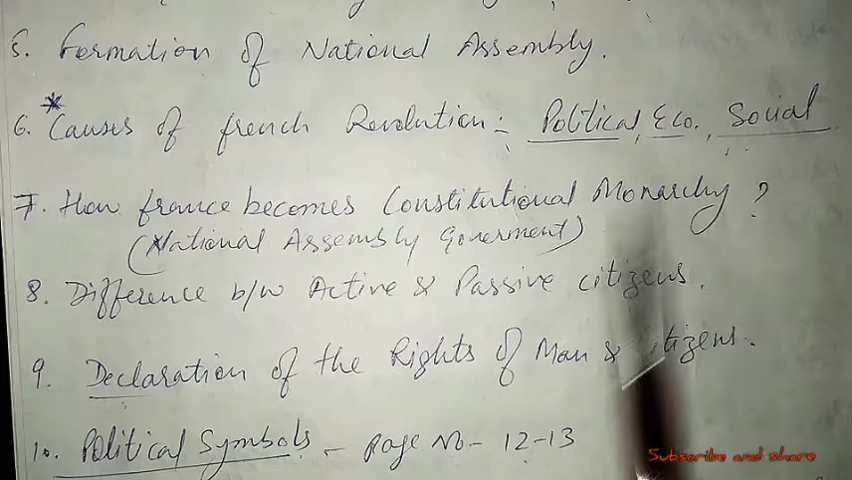 5. Formation of National Assembly.
6. *Causes of french Revolution:- Political, Eco., Social
7. How france becomes Constitutional Monarchy ?
(National Assembly Goverment)
8. Difference b/w Active & Passive citizens.
9. Declaration of the Rights of Man & itizens.
10. Political Symbols - page No- 12-13
Subscribe and share